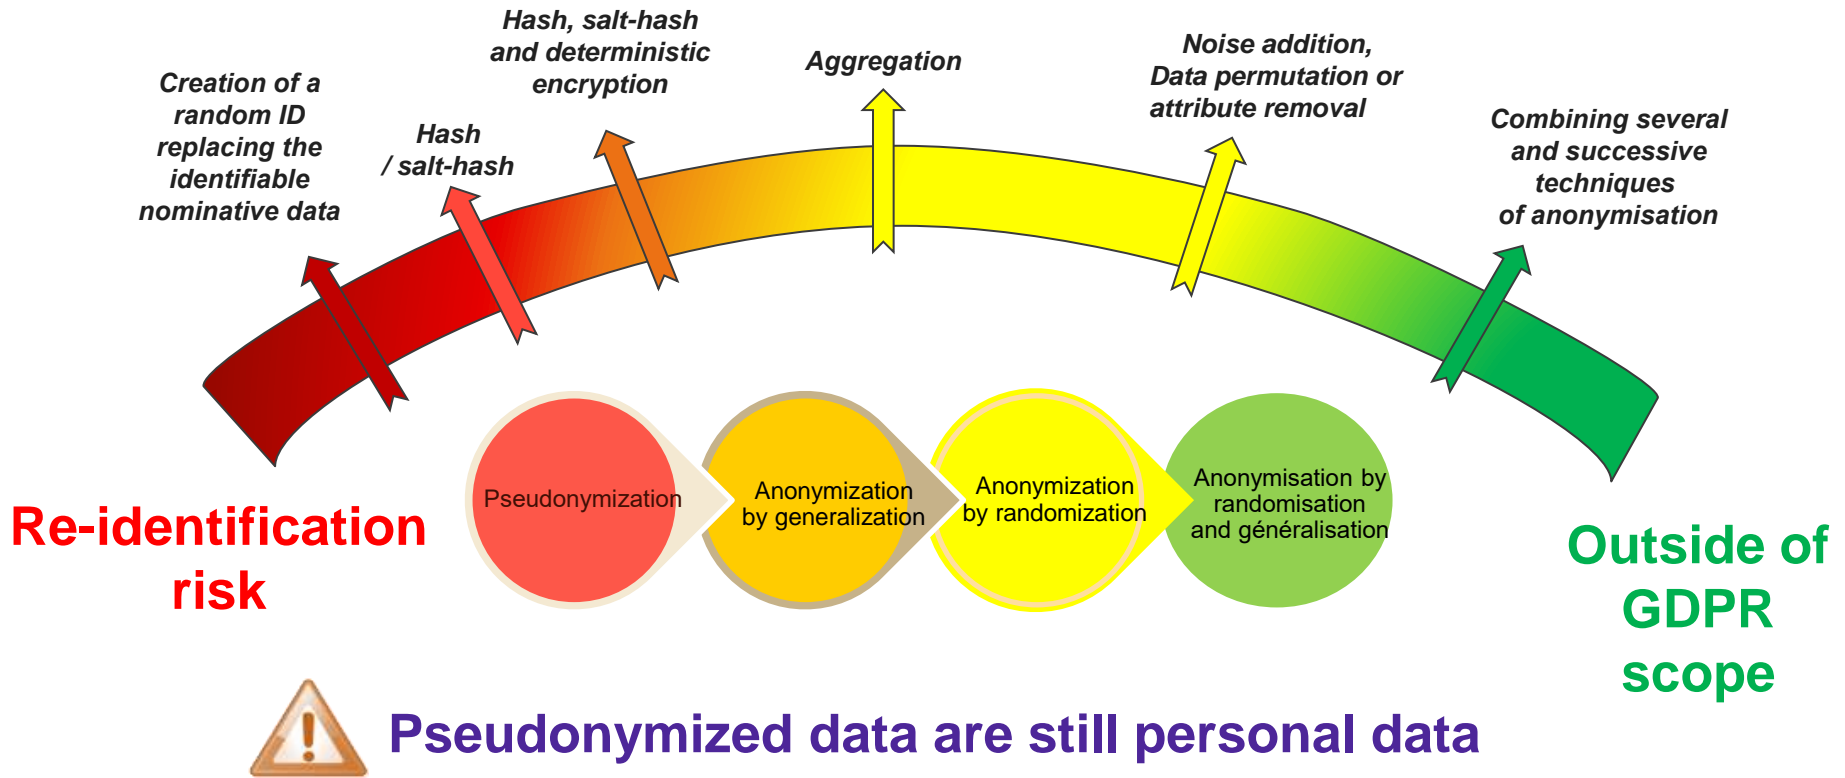 Creation of a
random ID
replacing the
identifiable
nominative data
Hash
/ salt-hash
Hash, salt-hash
and deterministic
encryption
Aggregation
Noise addition,
Data permutation or
attribute removal
Combining several
and successive
techniques
of anonymisation
Re-identification
risk
Pseudonymization
Anonymization
by generalization
Anonymization
by randomization
Anonymisation by
randomisation
and généralisation
Outside of
GDPR
scope
Pseudonymized data are still personal data